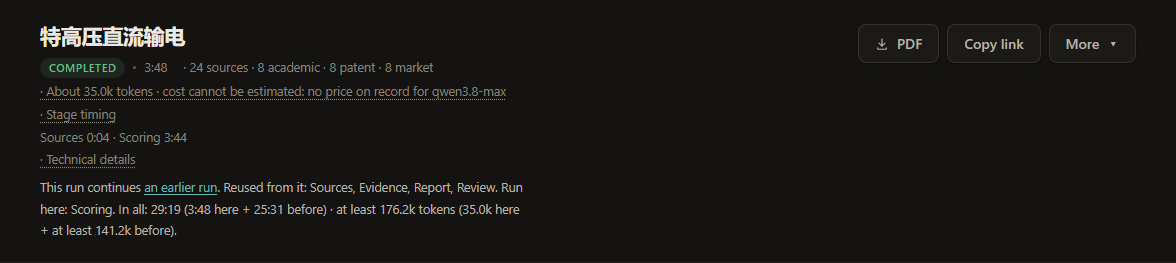 特高压直流输电
PDF
Copy link
More ▼
COMPLETED · 3:48 · 24 sources · 8 academic · 8 patent · 8 market
· About 35.0k tokens · cost cannot be estimated: no price on record for qwen3.8-max
· Stage timing
Sources 0:04 · Scoring 3:44
· Technical details
This run continues an earlier run. Reused from it: Sources, Evidence, Report, Review. Run
here: Scoring. In all: 29:19 (3:48 here + 25:31 before) · at least 176.2k tokens (35.0k here
+ at least 141.2k before).